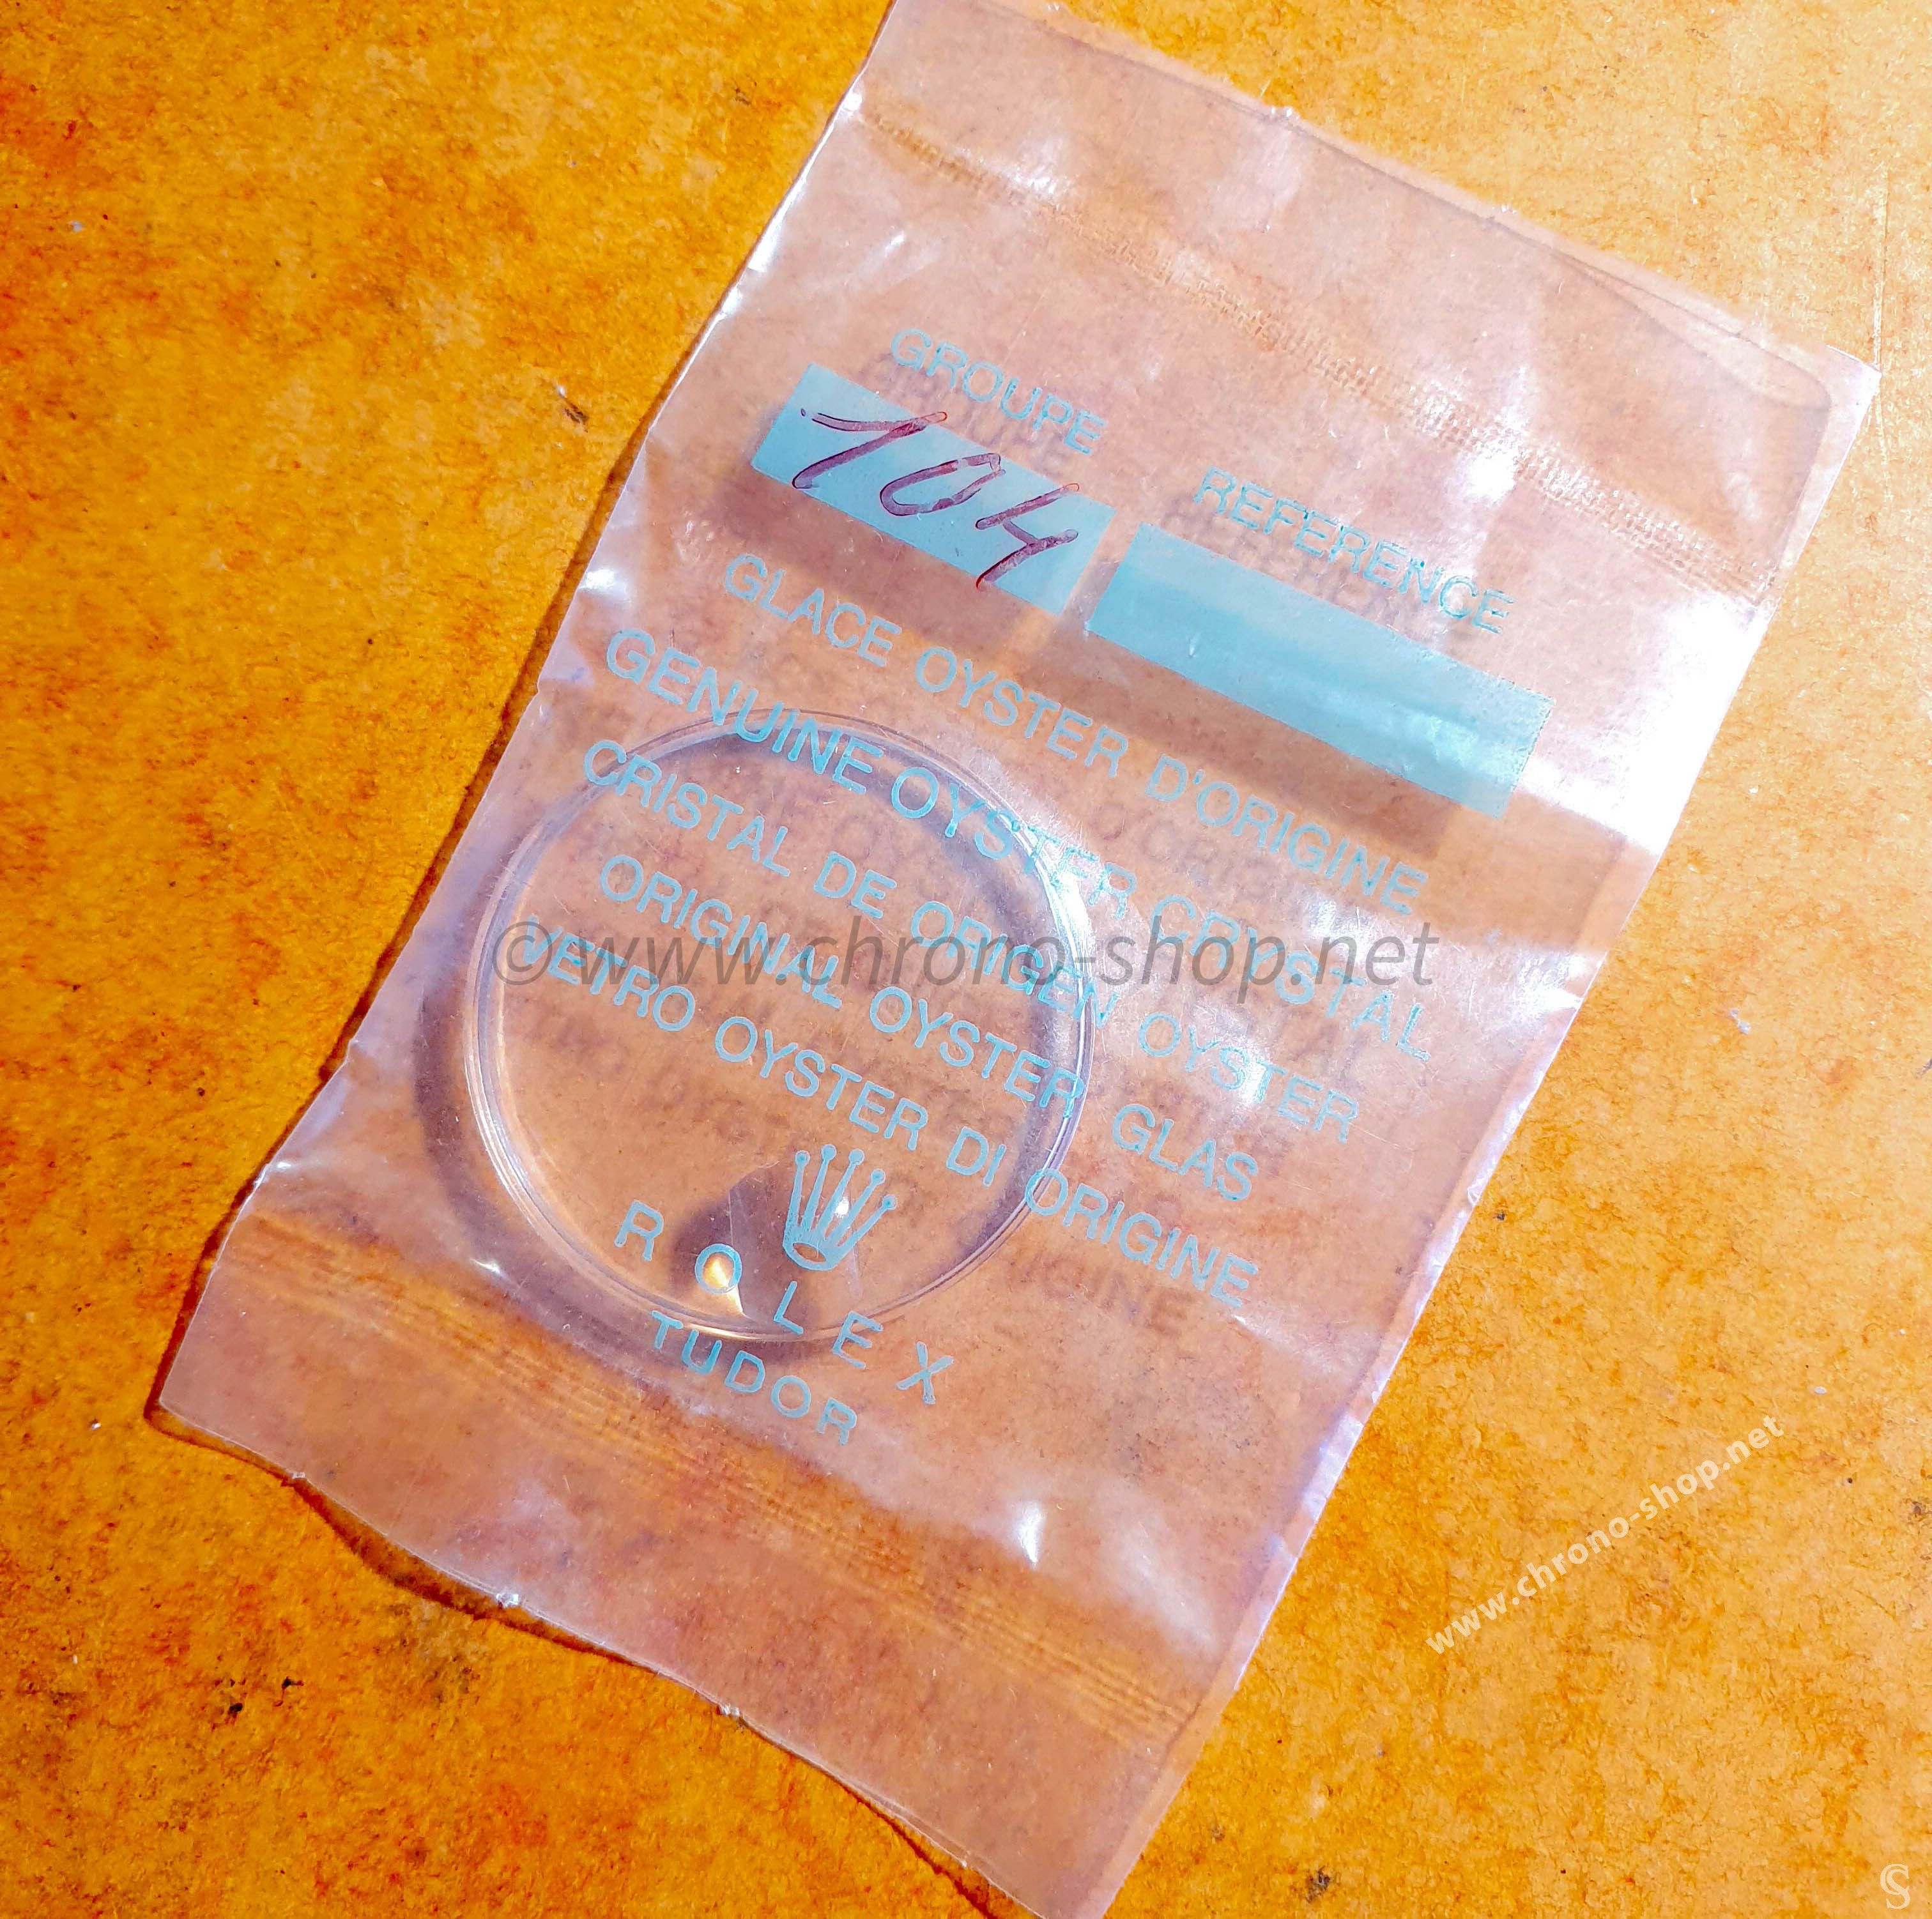 GROUPE REFERENCE
104
GLACE OYSTER D'ORIGINE
GENUINE OYSTER CRYSTAL
CRISTAL DE ORIGEN OYSTER
ORIGINAL OYSTER GLAS
VETRO OYSTER DI ORIGINE
ROLEX
TUDOR
©www.chrono-shop.net
www.chrono-shop.net